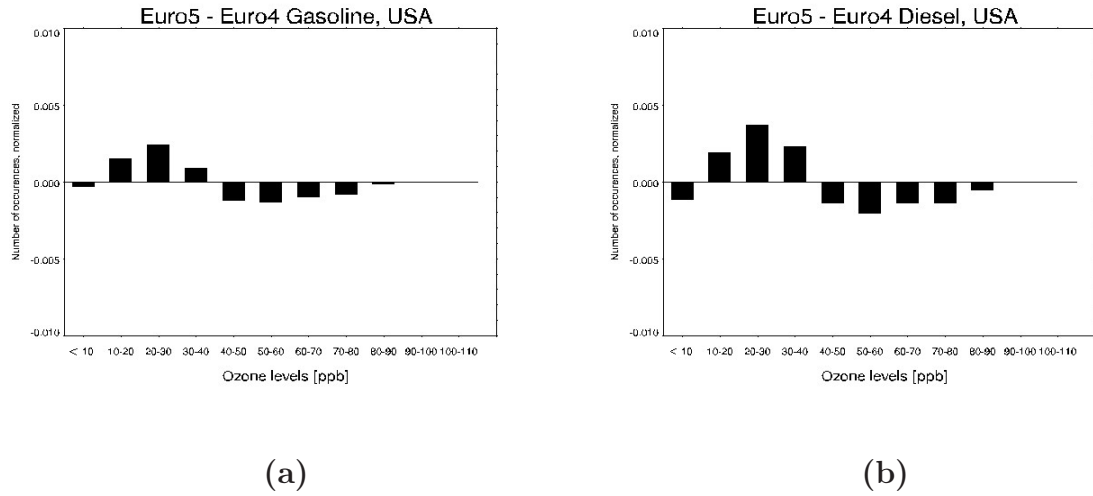 Euro5 - Euro4 Gasoline, USA
Number of occurences, normalized
0.010
0.005
0.000
-0.005
-0.010
< 10 10-20 20-30 30-40 40-50 50-60 60-70 70-80 80-90 90-100 100-110
Ozone levels [ppb]
(a)
Euro5 - Euro4 Diesel, USA
Number of occurences, normalized
0.010
0.005
0.000
-0.005
-0.010
< 10 10-20 20-30 30-40 40-50 50-60 60-70 70-80 80-90 90-100 100-110
Ozone levels [ppb]
(b)